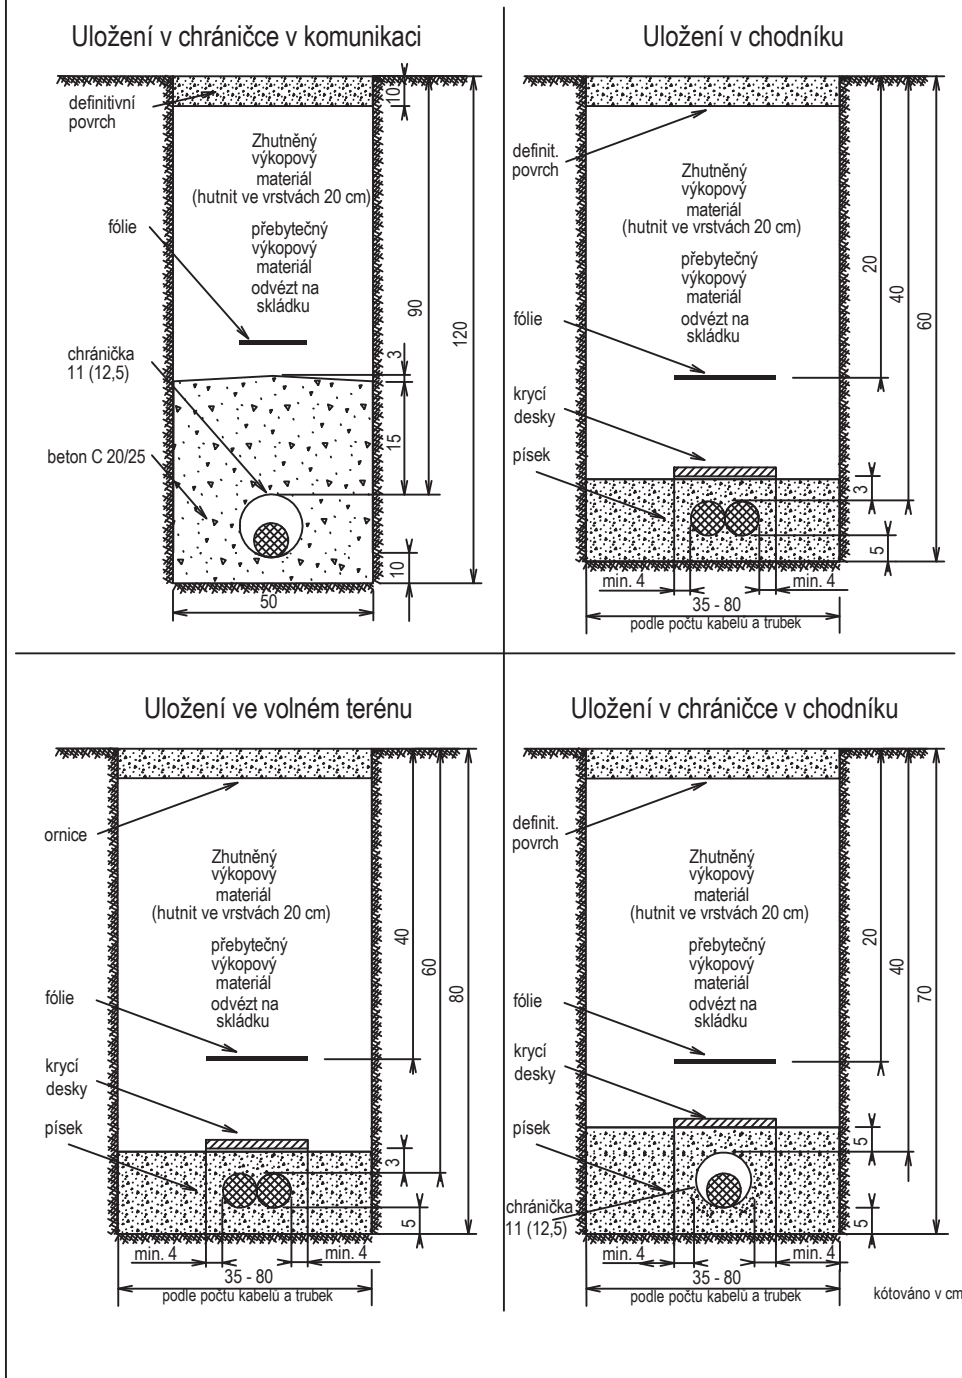 Uložení v chráničce v komunikaci
definitivní
povrch
10
Zhutněný
výkopový
materiál
(hutnit ve vrstvách 20 cm)
fólie
přebytečný
výkopový
materiál
odvézt na
skládku
90
120
chránička
11 (12,5)
3
15
beton C 20/25
10
50
Uložení v chodníku
definit.
povrch
Zhutněný
výkopový
materiál
(hutnit ve vrstvách 20 cm)
přebytečný
výkopový
materiál
odvézt na
skládku
20
40
60
fólie
krycí
desky
písek
3
5
min. 4
min. 4
35 - 80
podle počtu kabelů a trubek
Uložení ve volném terénu
ornice
Zhutněný
výkopový
materiál
(hutnit ve vrstvách 20 cm)
přebytečný
výkopový
materiál
odvézt na
skládku
40
60
80
fólie
krycí
desky
písek
3
5
min. 4
min. 4
35 - 80
podle počtu kabelů a trubek
Uložení v chráničce v chodníku
definit.
povrch
Zhutněný
výkopový
materiál
(hutnit ve vrstvách 20 cm)
přebytečný
výkopový
materiál
odvézt na
skládku
20
40
70
fólie
krycí
desky
písek
5
chránička
11 (12,5)
5
min. 4
min. 4
35 - 80
podle počtu kabelů a trubek
kótováno v cm